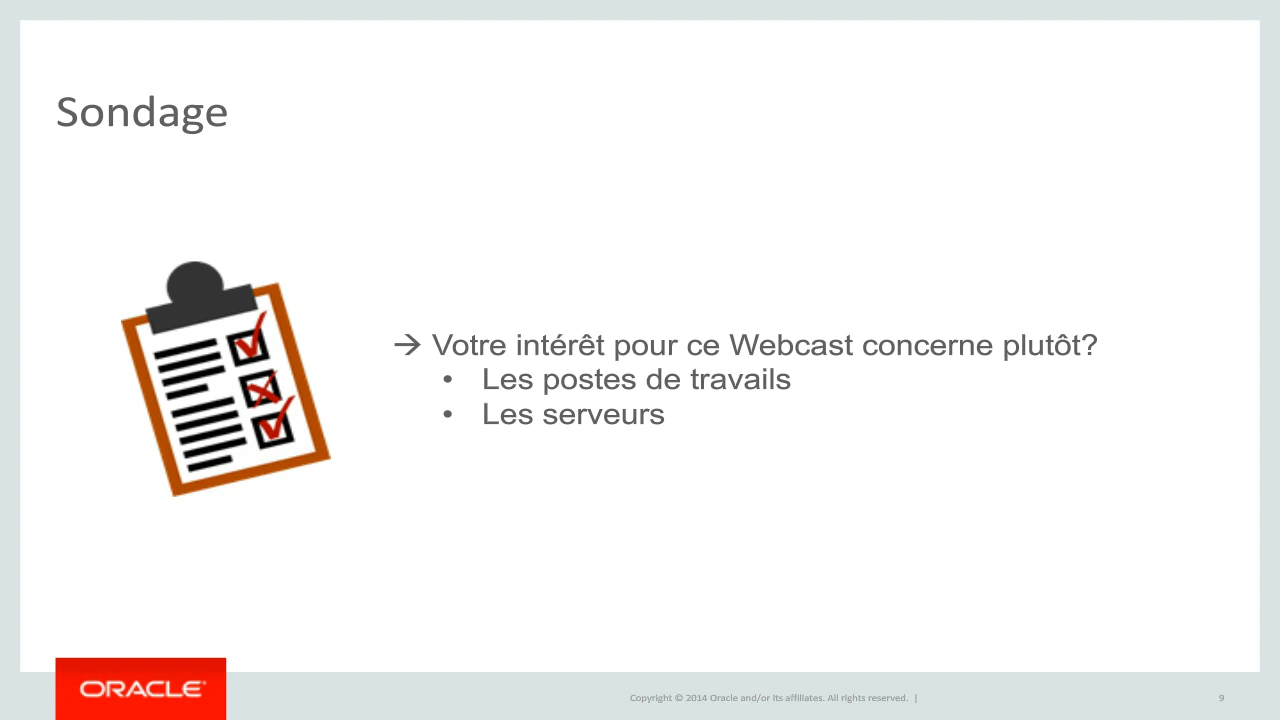 Sondage
→ Votre intérêt pour ce Webcast concerne plutôt?
• Les postes de travails
• Les serveurs
ORACLE®
Copyright © 2014 Oracle and/or its affiliates. All rights reserved. |
9